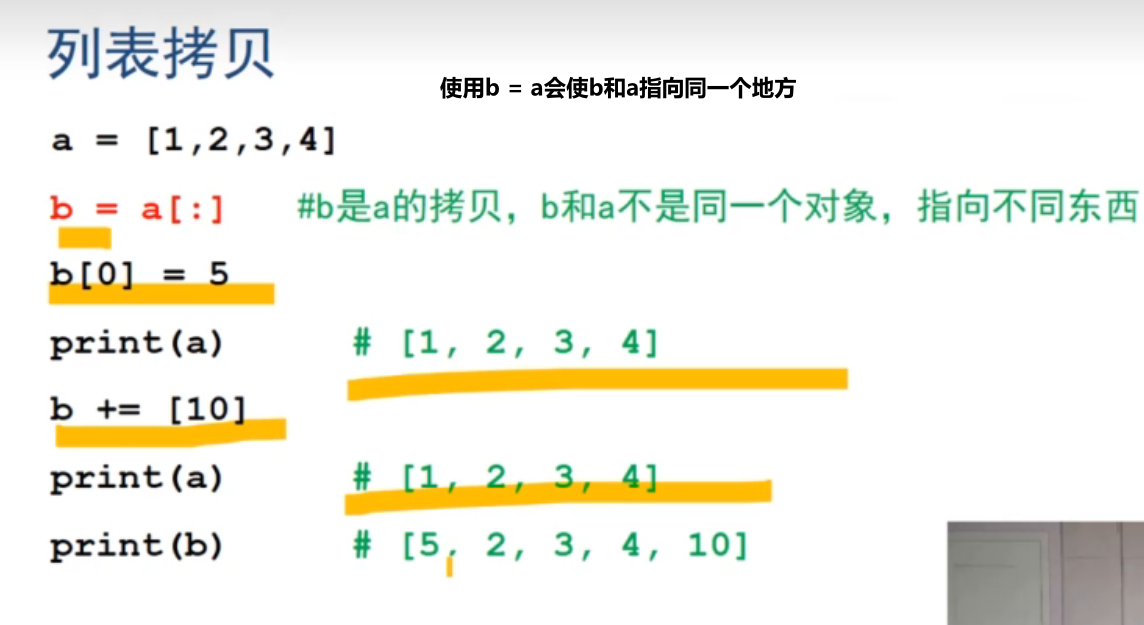 列表拷贝
使用b = a会使b和a指向同一个地方
a = [1,2,3,4]
b = a[:] #b是a的拷贝，b和a不是同一个对象，指向不同东西
b[0] = 5
print(a) # [1, 2, 3, 4]
b += [10]
print(a) # [1, 2, 3, 4]
print(b) # [5, 2, 3, 4, 10]